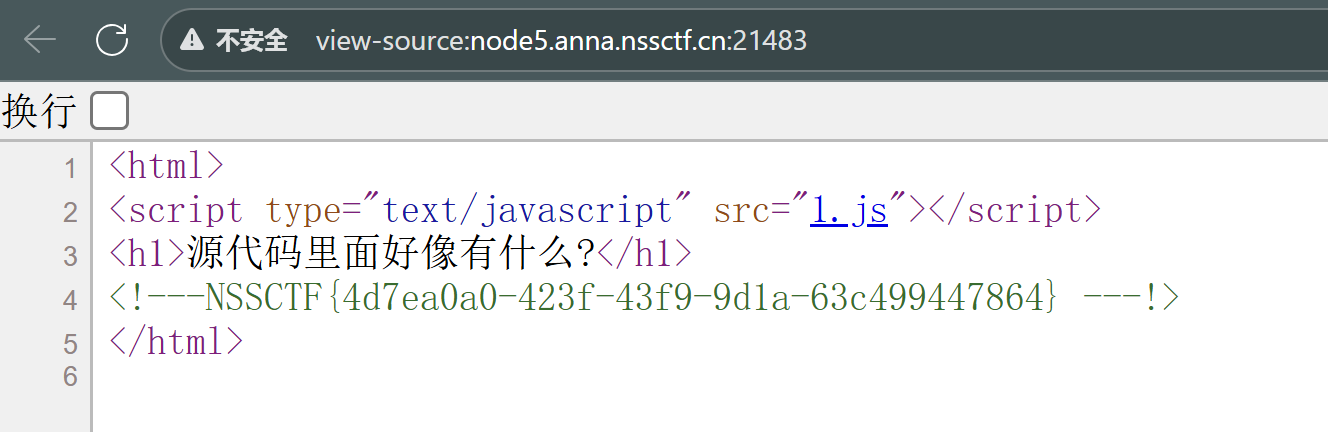 不安全 view-source:node5.anna.nssctf.cn:21483
换行
1 <html>
2 <script type="text/javascript" src="1.js"></script>
3 <h1>源代码里面好像有什么?</h1>
4 <!---NSSCTF{4d7ea0a0-423f-43f9-9d1a-63c499447864} ---!>
5 </html>
6